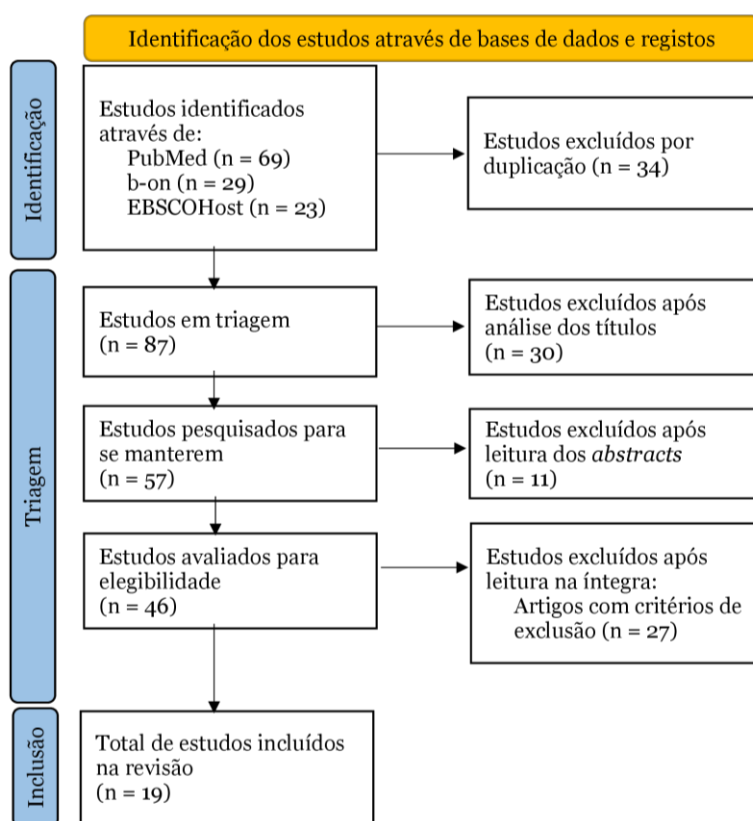 Identificação dos estudos através de bases de dados e registos
Identificação
Estudos identificados
através de:
PubMed (n = 69)
b-on (n = 29)
EBSCOHost (n = 23)
Estudos excluídos por
duplicação (n = 34)
Triagem
Estudos em triagem
(n = 87)
Estudos excluídos após
análise dos títulos
(n = 30)
Estudos pesquisados para
se manterem
(n = 57)
Estudos excluídos após
leitura dos abstracts
(n = 11)
Estudos avaliados para
elegibilidade
(n = 46)
Estudos excluídos após
leitura na íntegra:
Artigos com critérios de
exclusão (n = 27)
Inclusão
Total de estudos incluídos
na revisão
(n = 19)